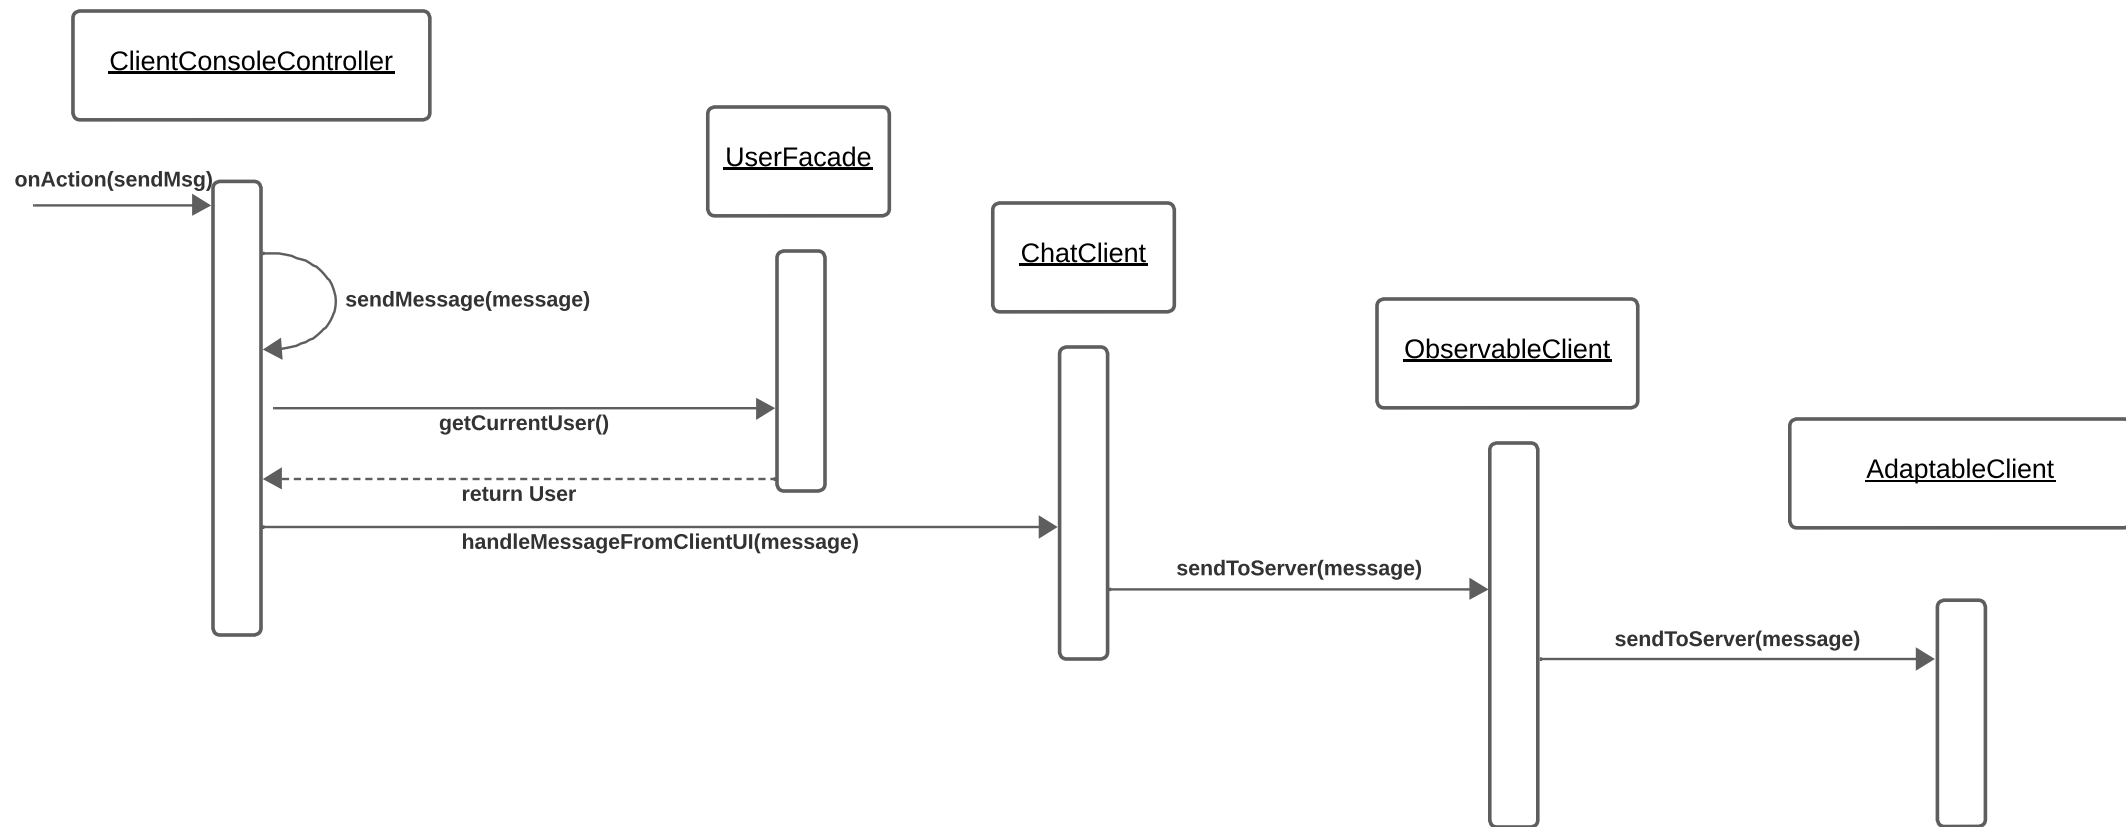 ClientConsoleController
UserFacade
onAction(sendMsg)
ChatClient
sendMessage(message)
ObservableClient
getCurrentUser()
AdaptableClient
return User
handleMessageFromClientUI(message)
sendToServer(message)
sendToServer(message)